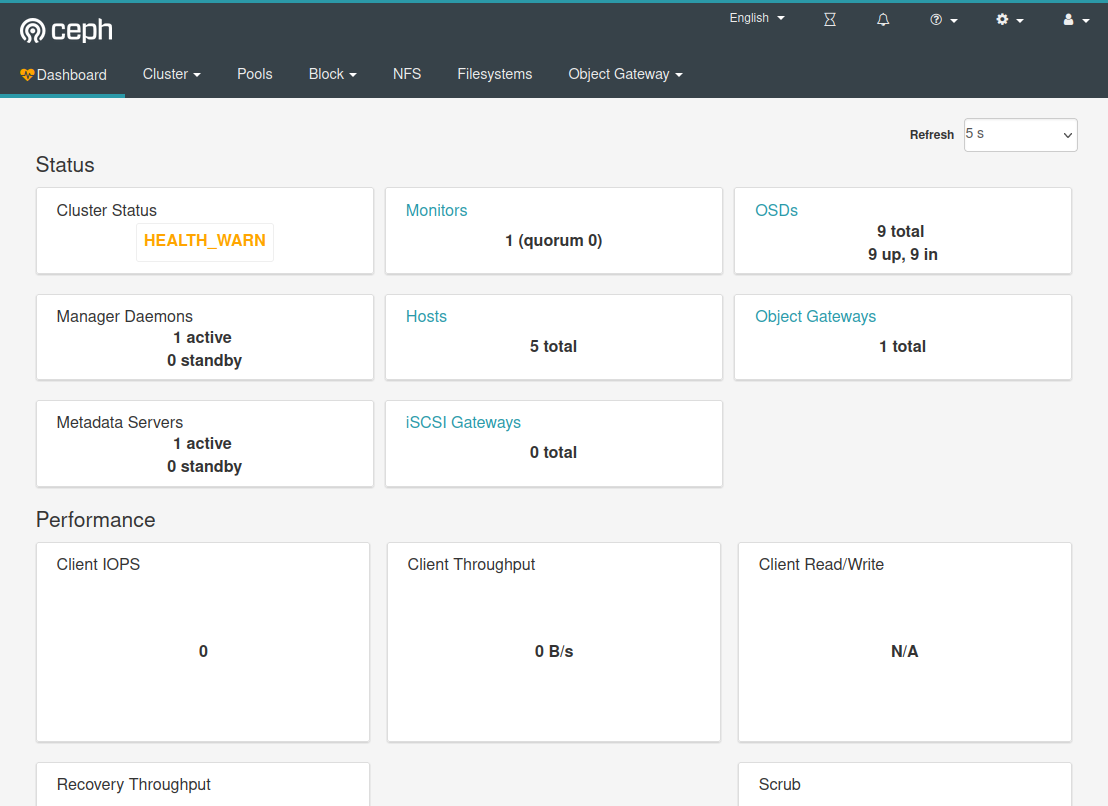 ceph
English
Dashboard Cluster Pools Block NFS Filesystems Object Gateway
Refresh 5 s
Status
Cluster Status
HEALTH_WARN
Monitors
1 (quorum 0)
OSDs
9 total
9 up, 9 in
Manager Daemons
1 active
0 standby
Hosts
5 total
Object Gateways
1 total
Metadata Servers
1 active
0 standby
iSCSI Gateways
0 total
Performance
Client IOPS
0
Client Throughput
0 B/s
Client Read/Write
N/A
Recovery Throughput
Scrub